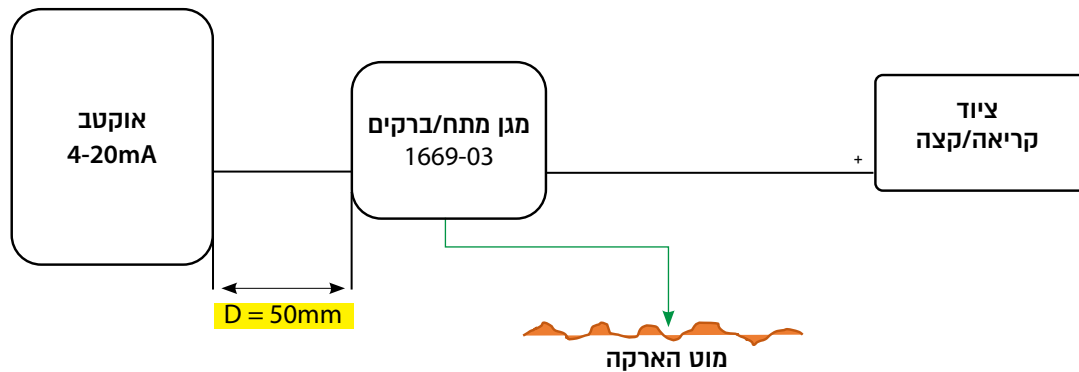 אוקטב
4-20mA
מגן מתח/ברקים
1669-03
ציוד
קריאה/קצה
+
D = 50mm
מוט הארקה